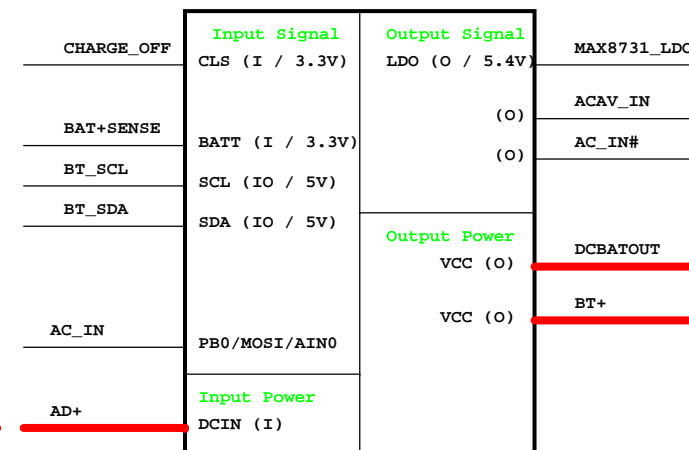 CHARGE_OFF
Input Signal
CLS (I / 3.3V)
Output Signal
LDO (O / 5.4V)
MAX8731_LDO
BAT+SENSE
BATT (I / 3.3V)
(O)
ACAV_IN
BT_SCL
SCL (IO / 5V)
(O)
AC_IN#
BT_SDA
SDA (IO / 5V)
Output Power
VCC (O)
DCBATOUT
VCC (O)
BT+
AC_IN
PB0/MOSI/AIN0
Input Power
AD+
DCIN (I)